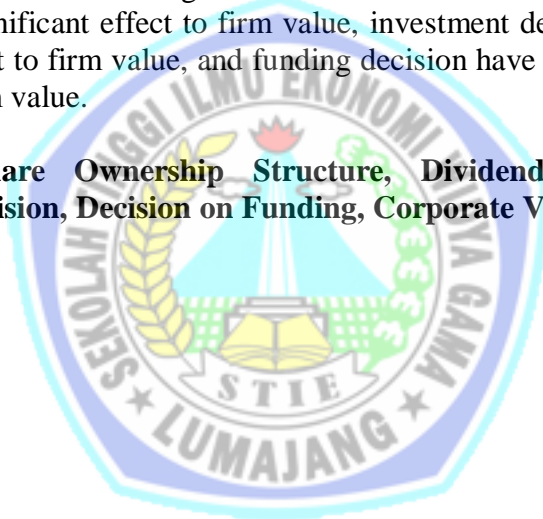 nificant effect to firm value, investment de
t to firm value, and funding decision have
n value.
are Ownership Structure, Dividend
ision, Decision on Funding, Corporate V
SEKOLAH TINGGI ILMU EKONOMI WIDYA GAMA
STIE
LUMAJANG